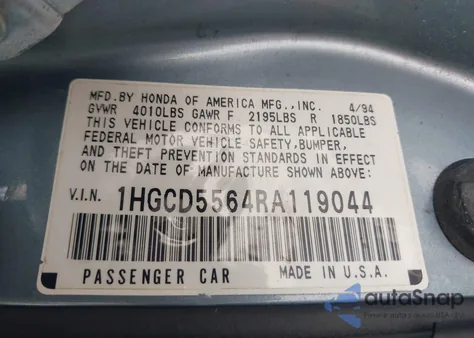 MFD.BY HONDA OF AMERICA MFG.,INC. 4/94
GVWR 4010LBS GAWR F 2195LBS R 1850LBS
THIS VEHICLE CONFORMS TO ALL APPLICABLE
FEDERAL MOTOR VEHICLE SAFETY,BUMPER,
AND THEFT PREVENTION STANDARDS IN EFFECT
ON THE DATE OF MANUFACTURE SHOWN ABOVE:
V.I.N. 1HGCD5564RA119044
PASSENGER CAR MADE IN U.S.A.
autoSnap